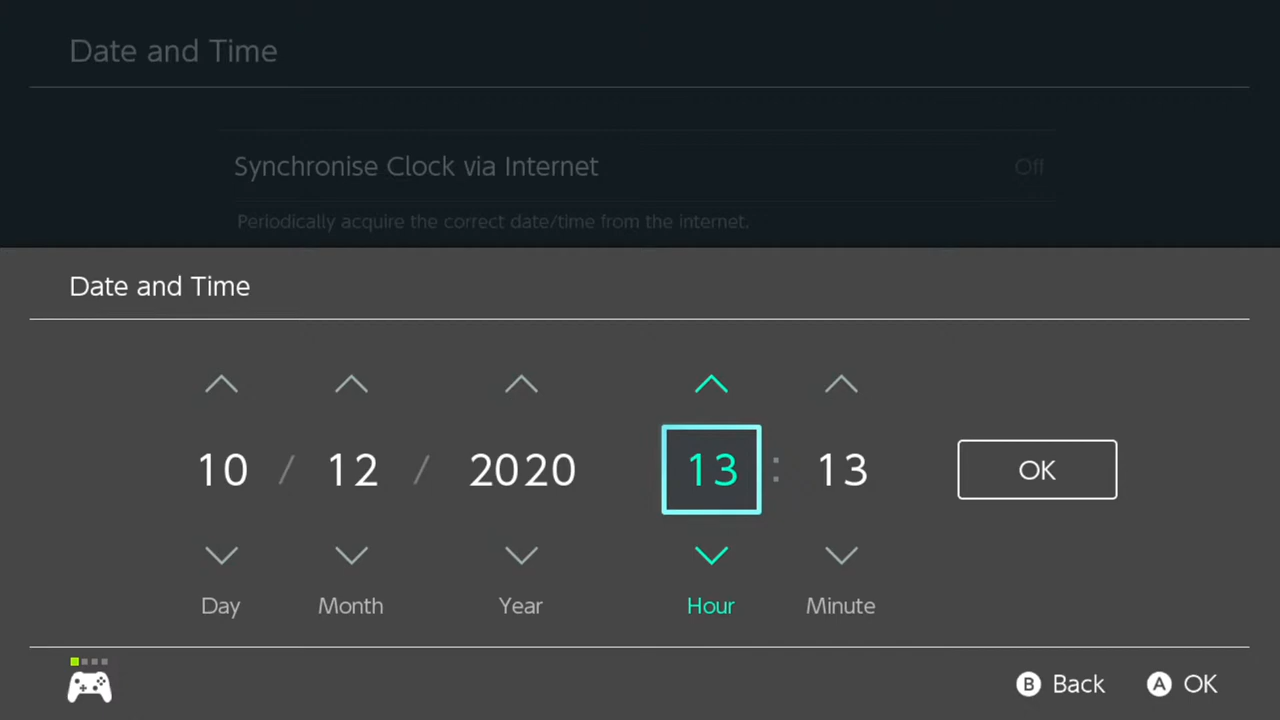 Date and Time
Synchronise Clock via Internet Off
Periodically acquire the correct date/time from the internet.
Date and Time
10 / 12 / 2020 13 : 13 OK
Day Month Year Hour Minute
B Back A OK